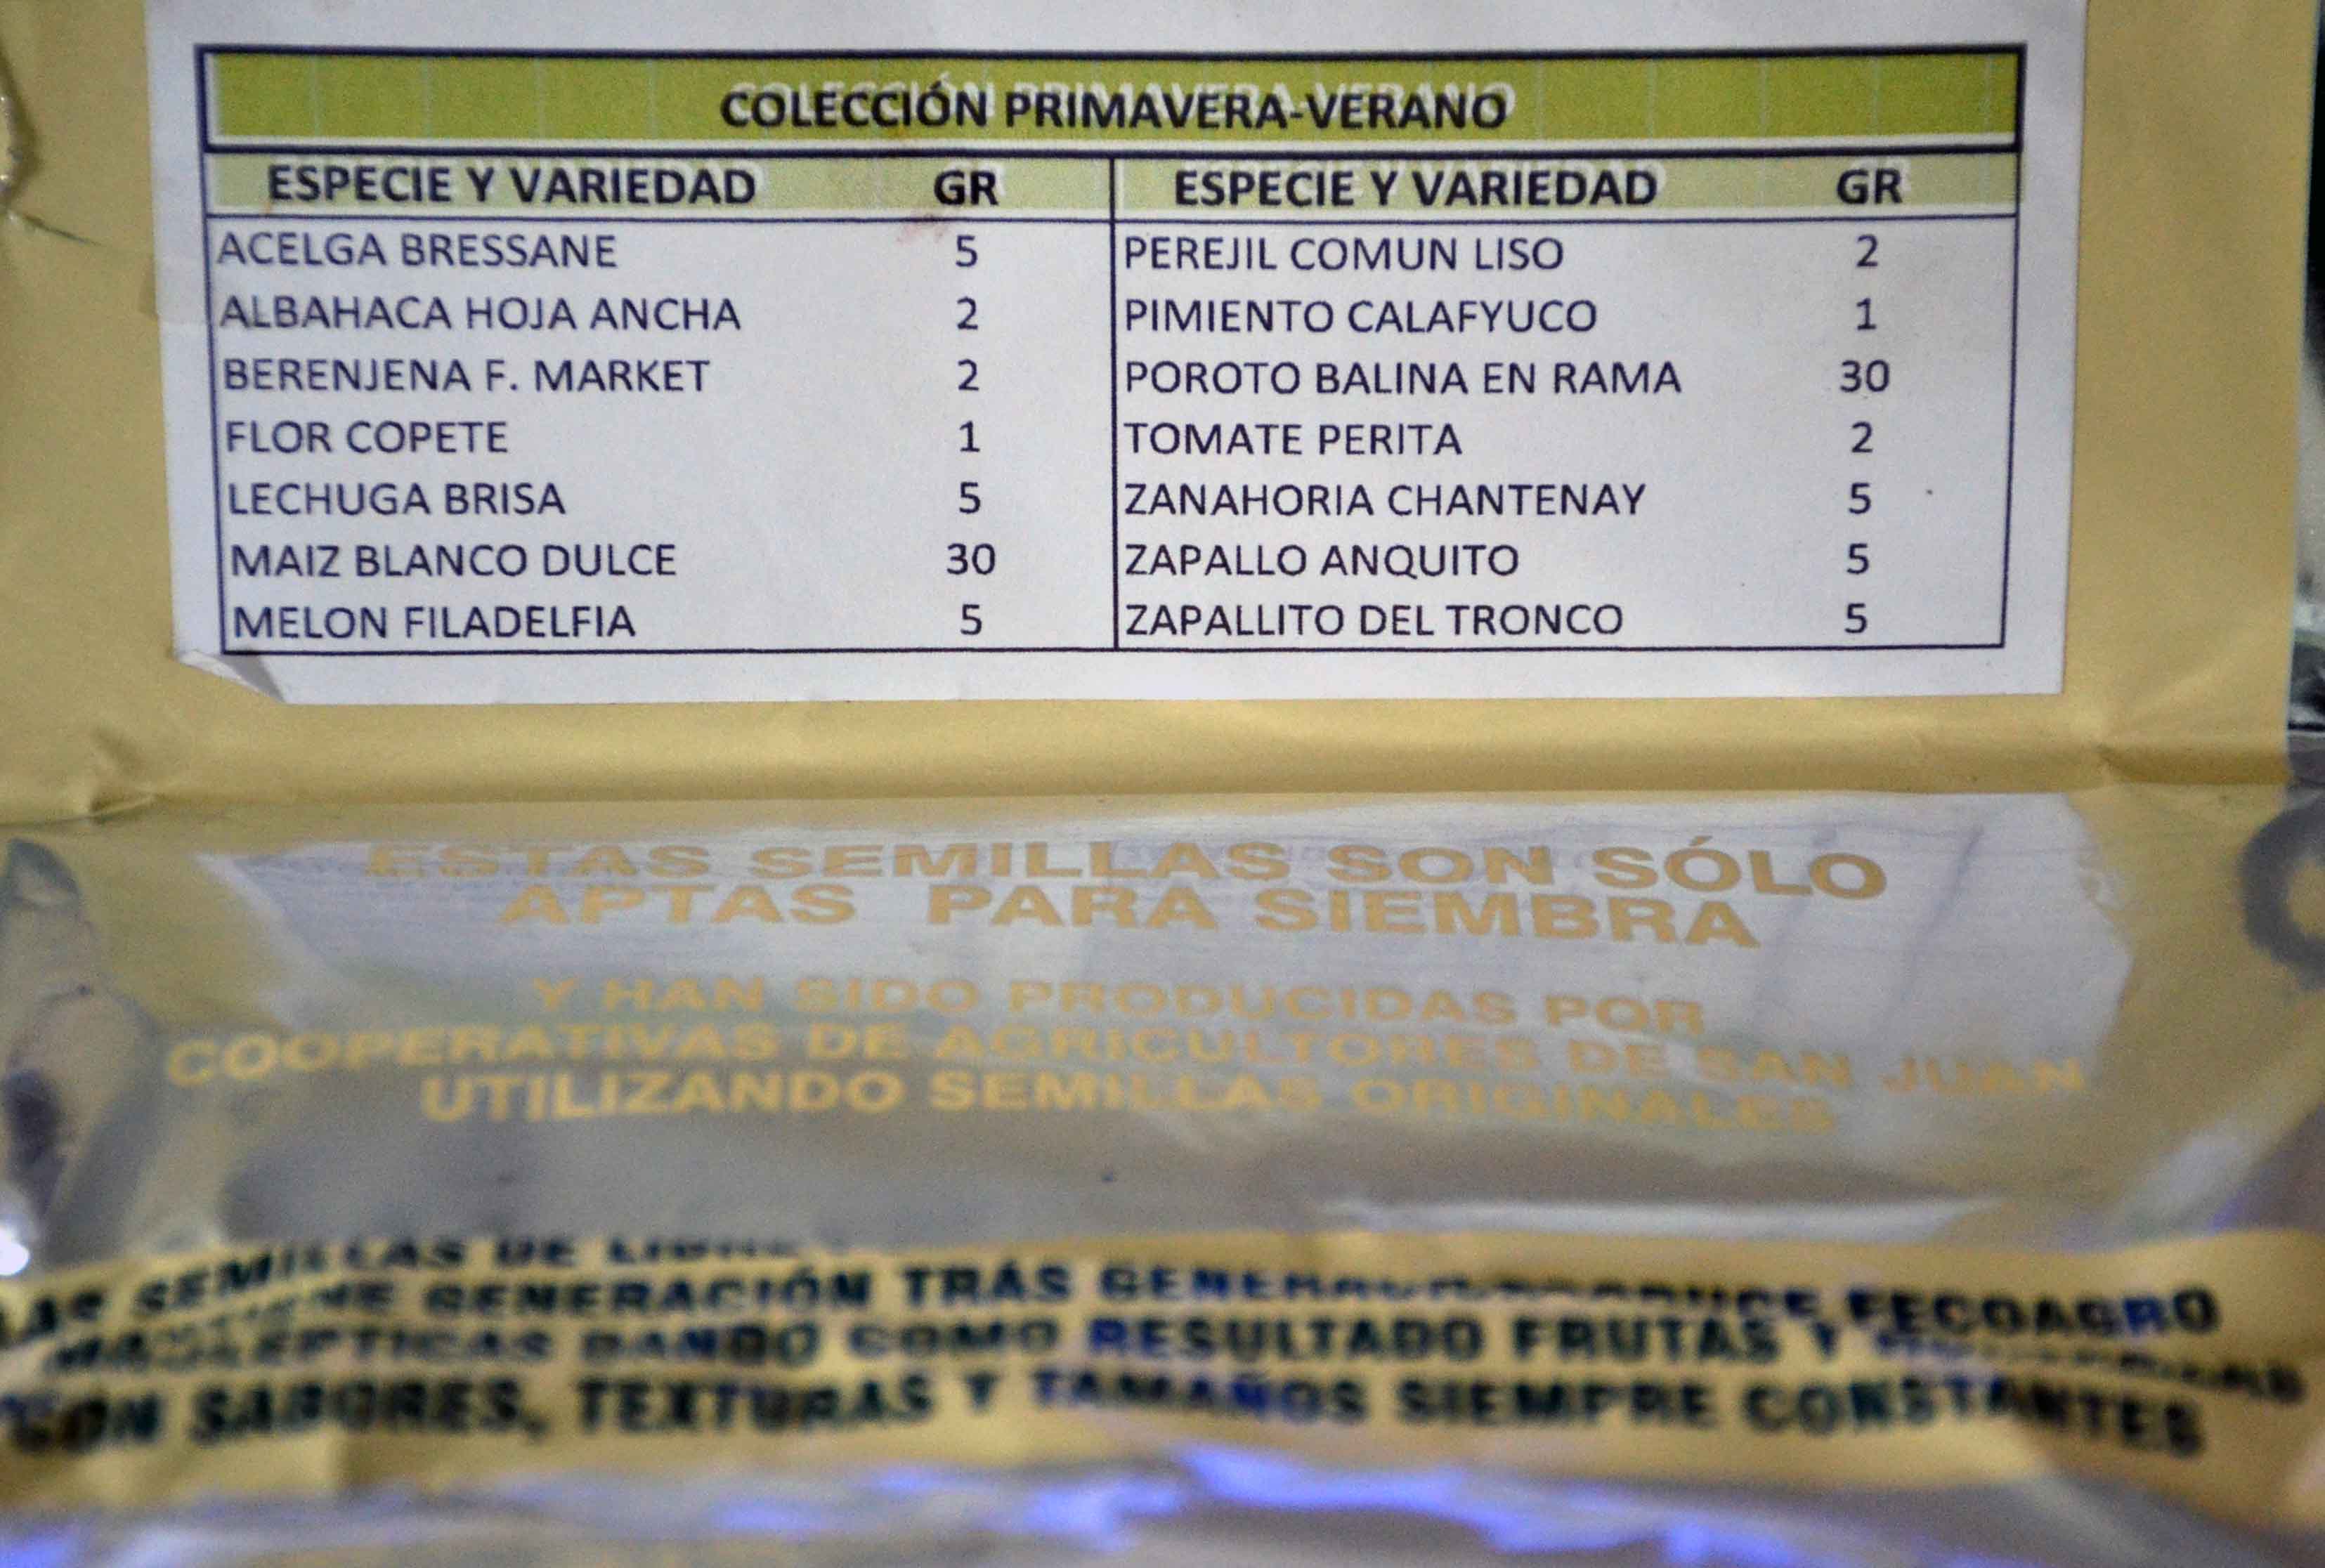 COLECCIÓN PRIMAVERA-VERANO
ESPECIE Y VARIEDAD GR ESPECIE Y VARIEDAD GR
ACELGA BRESSANE 5 PEREJIL COMUN LISO 2
ALBAHACA HOJA ANCHA 2 PIMIENTO CALAFYUCO 1
BERENJENA F. MARKET 2 POROTO BALINA EN RAMA 30
FLOR COPETE 1 TOMATE PERITA 2
LECHUGA BRISA 5 ZANAHORIA CHANTENAY 5
MAIZ BLANCO DULCE 30 ZAPALLO ANQUITO 5
MELON FILADELFIA 5 ZAPALLITO DEL TRONCO 5
ESTAS SEMILLAS SON SÓLO
APTAS PARA SIEMBRA
Y HAN SIDO PRODUCIDAS POR
COOPERATIVAS DE AGRICULTORES DE SAN JUAN
UTILIZANDO SEMILLAS ORIGINALES
LAS SEMILLAS DE
GENERACIÓN TRÁS FECOAGRO
DANDO COMO RESULTADO FRUTAS Y
CON SABORES, TEXTURAS Y TAMAÑOS SIEMPRE CONSTANTES